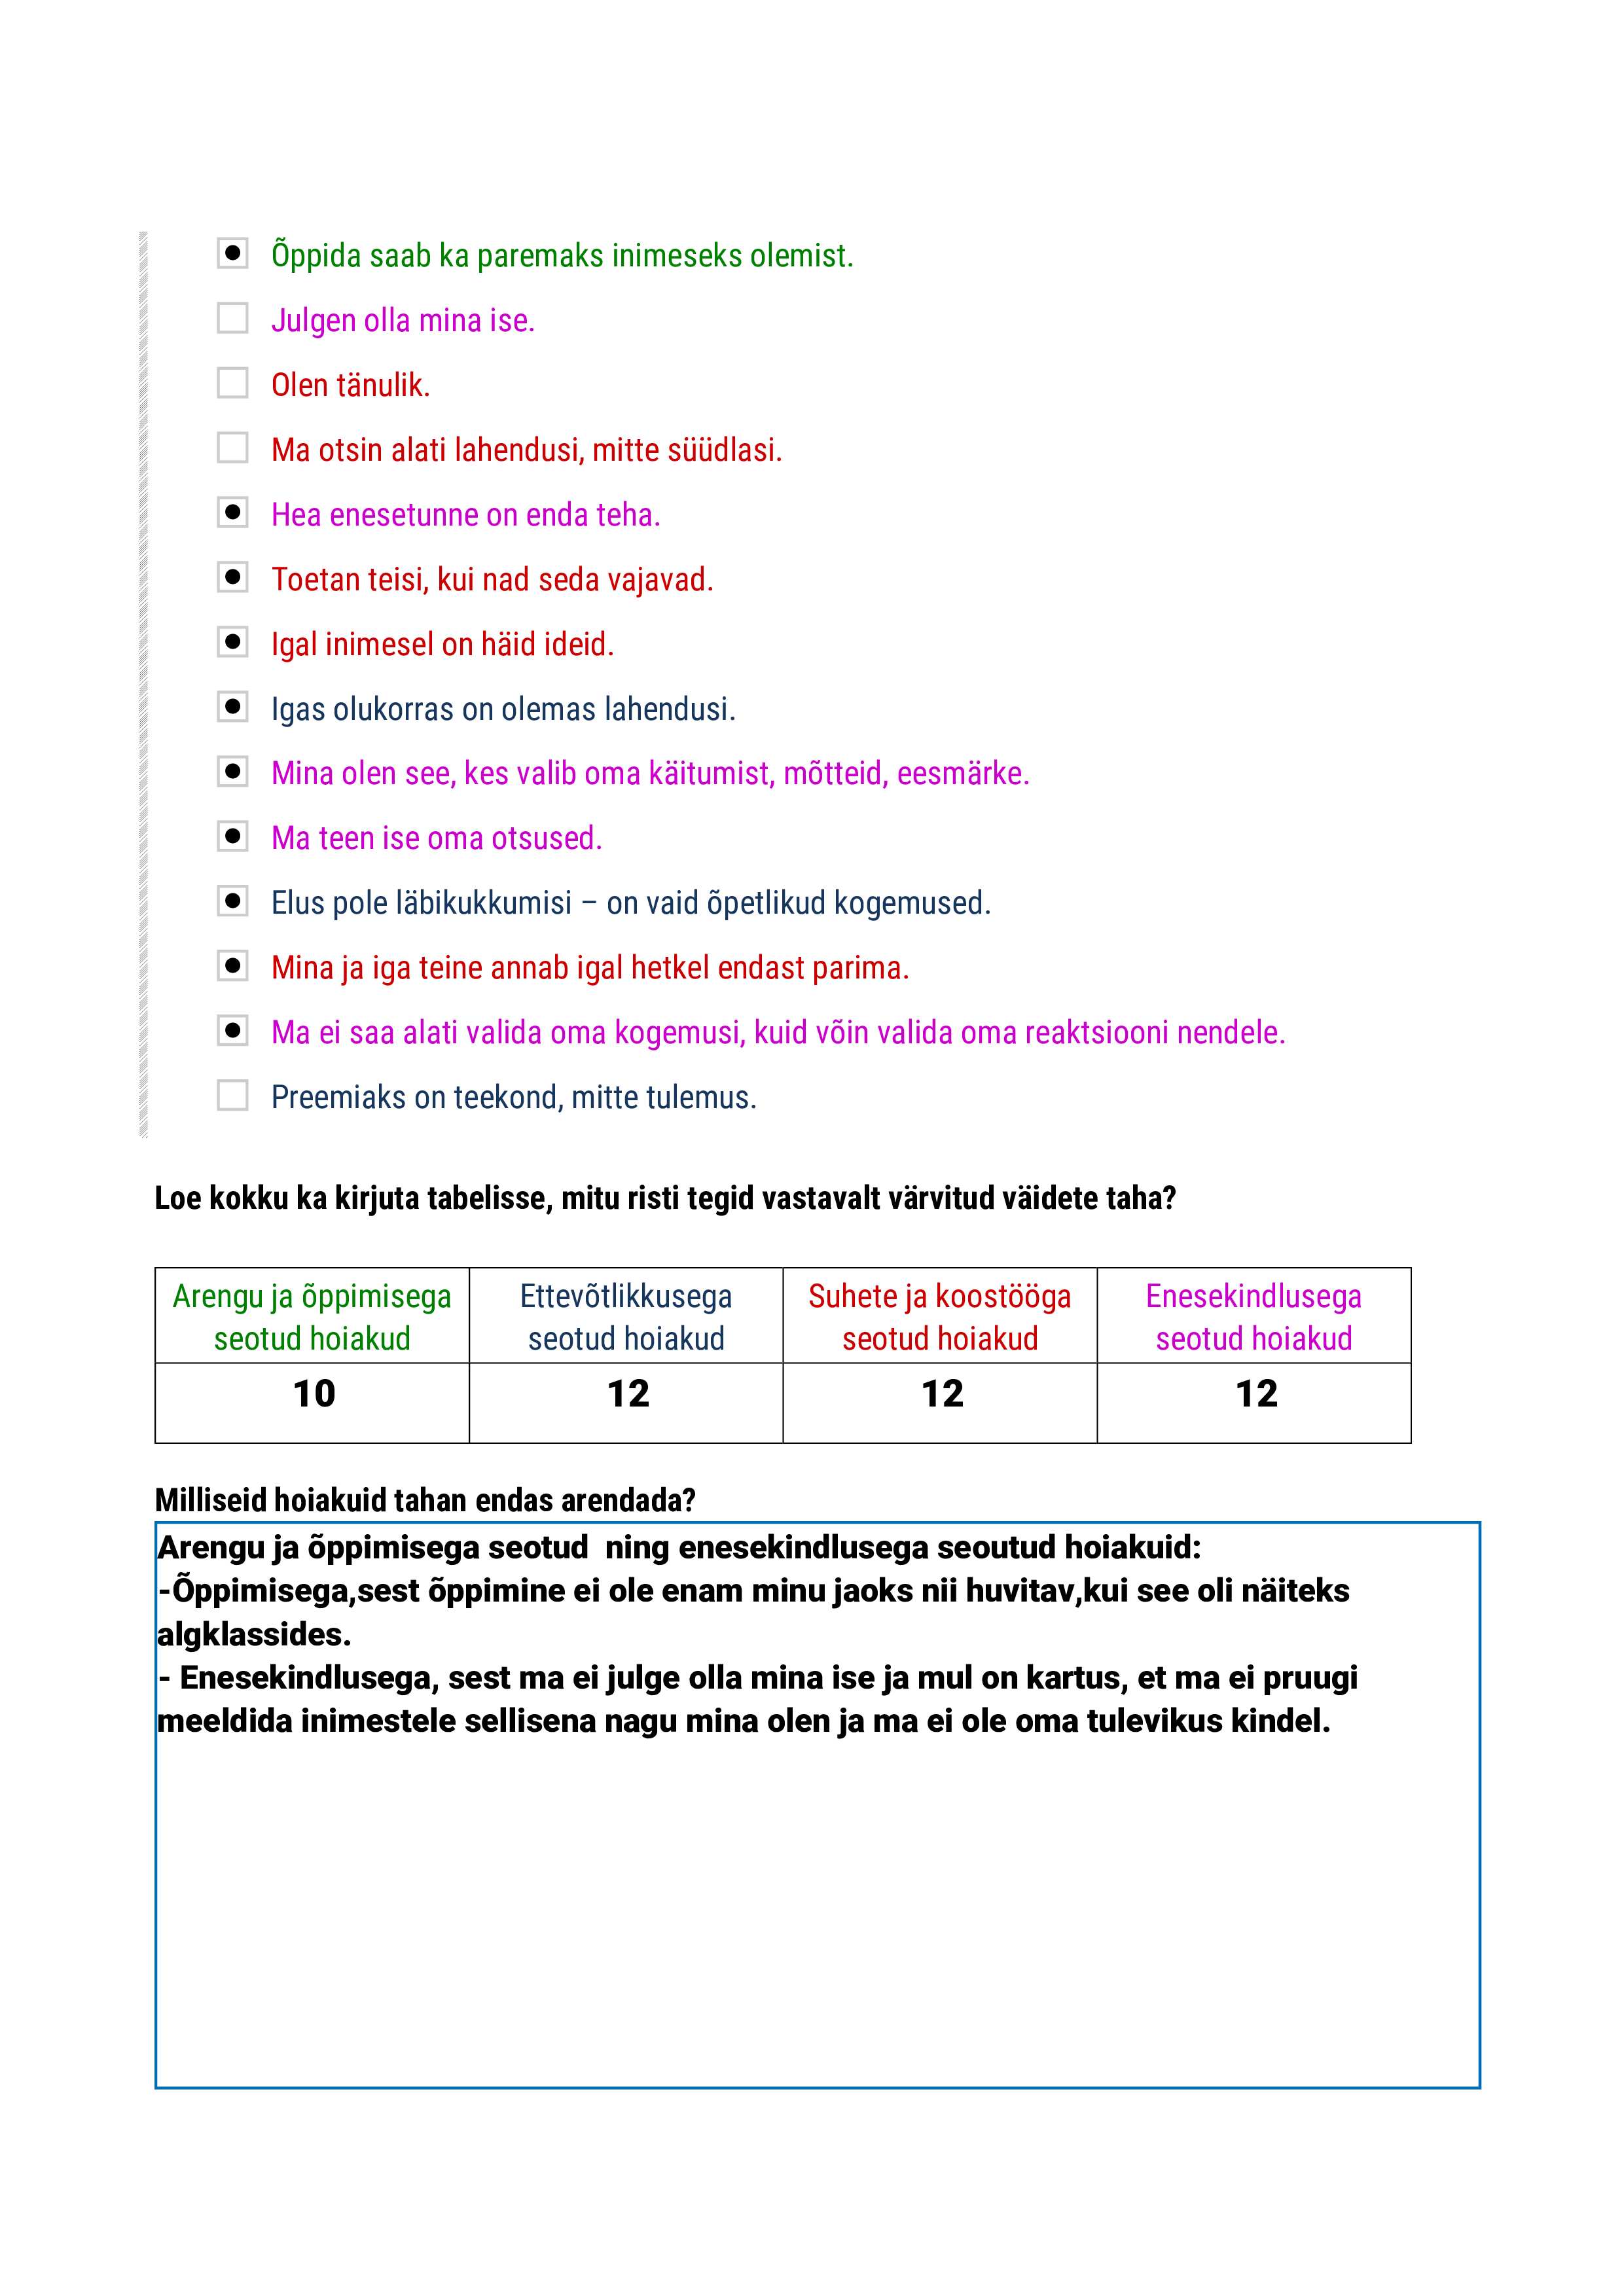 Õppida saab ka paremaks inimeseks olemist.
Julgen olla mina ise.
Olen tänulik.
Ma otsin alati lahendusi, mitte süüdlasi.
Hea enesetunne on enda teha.
Toetan teisi, kui nad seda vajavad.
Igal inimesel on häid ideid.
Igas olukorras on olemas lahendusi.
Mina olen see, kes valib oma käitumist, mõtteid, eesmärke.
Ma teen ise oma otsused.
Elus pole läbikukkumisi – on vaid õpetlikud kogemused.
Mina ja iga teine annab igal hetkel endast parima.
Ma ei saa alati valida oma kogemusi, kuid võin valida oma reaktsiooni nendele.
Preemiaks on teekond, mitte tulemus.
Loe kokku ka kirjuta tabelisse, mitu risti tegid vastavalt värvitud väidete taha?
Arengu ja õppimisega seotud hoiakud
Ettevõtlikkusega seotud hoiakud
Suhete ja koostööga seotud hoiakud
Enesekindlusega seotud hoiakud
10 12 12 12
Milliseid hoiakuid tahan endas arendada?
Arengu ja õppimisega seotud  ning enesekindlusega seoutud hoiakuid:
-Õppimisega,sest õppimine ei ole enam minu jaoks nii huvitav,kui see oli näiteks
algklassides.
- Enesekindlusega, sest ma ei julge olla mina ise ja mul on kartus, et ma ei pruugi
meeldida inimestele sellisena nagu mina olen ja ma ei ole oma tulevikus kindel.